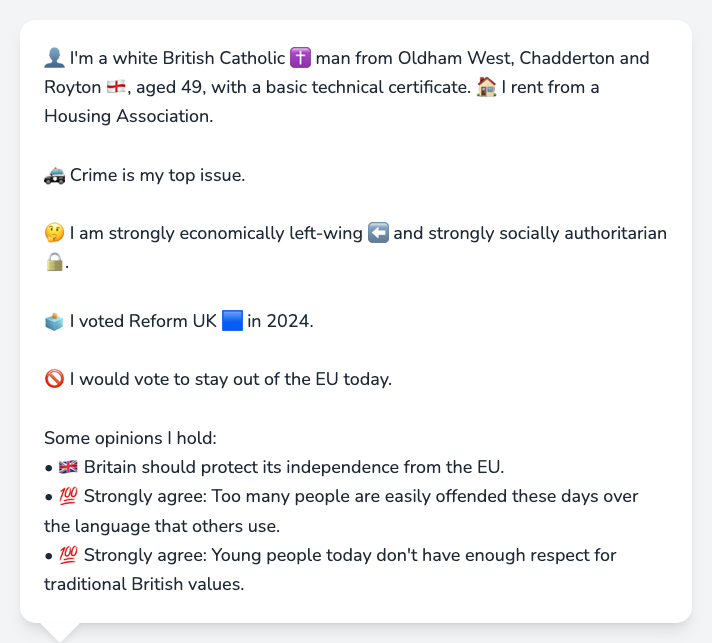 👤 I'm a white British Catholic ✝️ man from Oldham West, Chadderton and
Royton 🏴󠁧󠁢󠁥󠁮󠁧󠁿, aged 49, with a basic technical certificate. 🏠 I rent from a
Housing Association.
🚓 Crime is my top issue.
🤔 I am strongly economically left-wing ⬅️ and strongly socially authoritarian
🔒.
🗳️ I voted Reform UK 🟦 in 2024.
🚫 I would vote to stay out of the EU today.
Some opinions I hold:
• 🇬🇧 Britain should protect its independence from the EU.
• 💯 Strongly agree: Too many people are easily offended these days over
the language that others use.
• 💯 Strongly agree: Young people today don't have enough respect for
traditional British values.